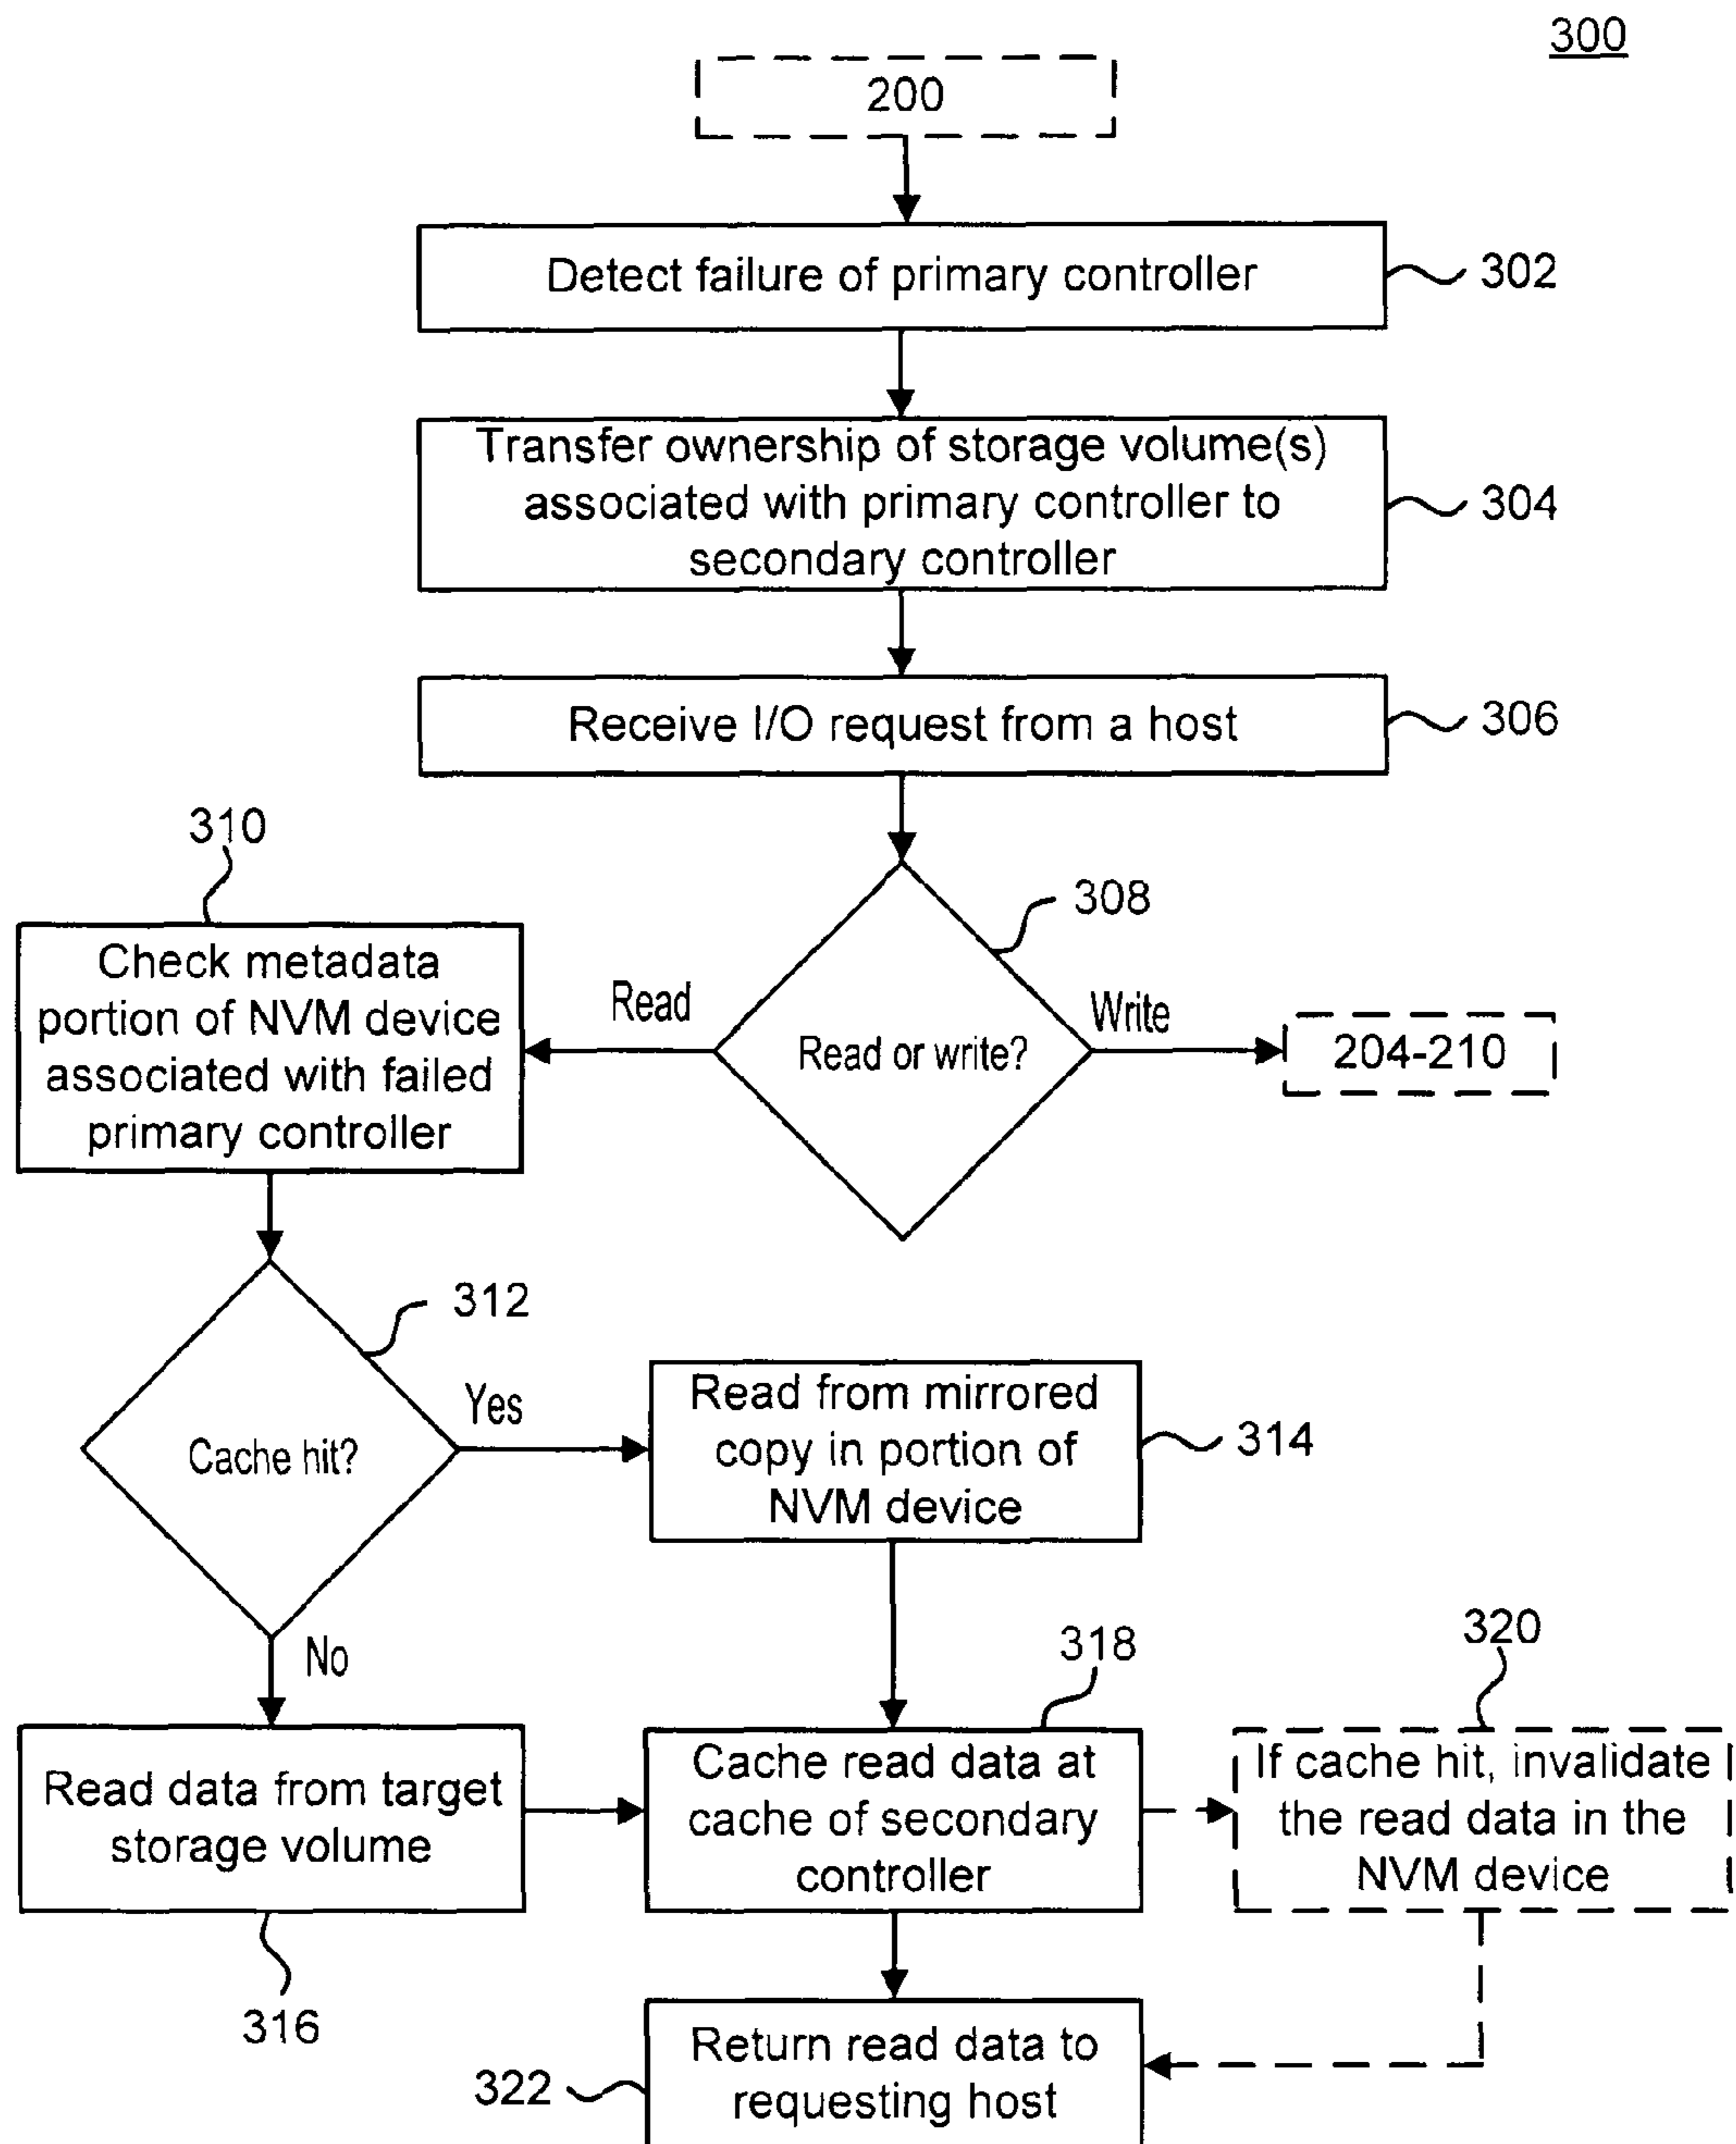 300
200
Detect failure of primary controller
302
Transfer ownership of storage volume(s)
associated with primary controller to
secondary controller
304
Receive I/O request from a host
306
308
Read or write?
Read
Write
204-210
310
Check metadata
portion of NVM device
associated with failed
primary controller
312
Cache hit?
Yes
No
Read from mirrored
copy in portion of
NVM device
314
Read data from target
storage volume
316
318
Cache read data at
cache of secondary
controller
320
If cache hit, invalidate
the read data in the
NVM device
322
Return read data to
requesting host